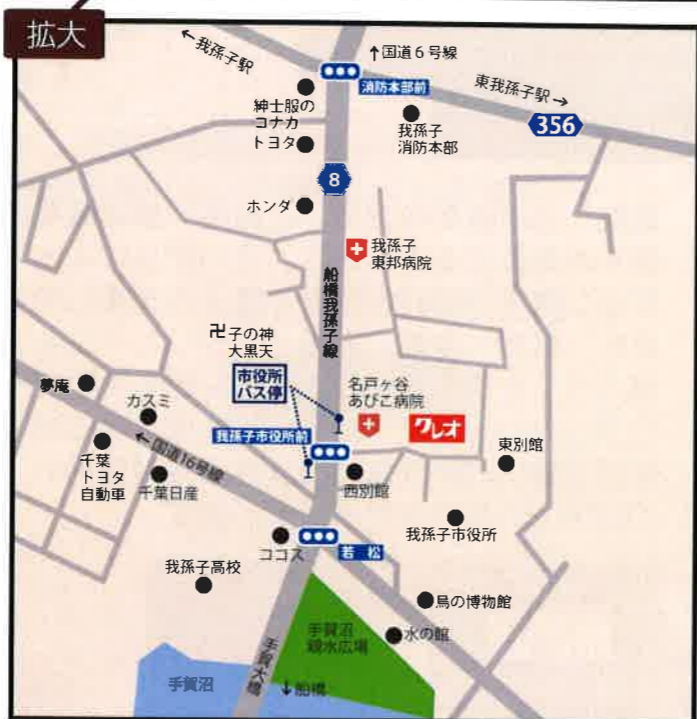 拡大
←我孫子駅
↑国道6号線
消防本部前
東我孫子駅→
紳士服の
コナカ
トヨタ
我孫子
消防本部
356
8
ホンダ
我孫子
東邦病院
船橋我孫子線
卍子の神
大黒天
市役所
バス停
名戸ヶ谷
あびこ病院
夢庵
カスミ
クレオ
我孫子市役所前
←国道16号線
東別館
千葉
トヨタ
自動車
千葉日産
西別館
我孫子市役所
ココス
若松
我孫子高校
鳥の博物館
手賀沼
親水広場
水の館
手賀大橋
手賀沼
↓船橋